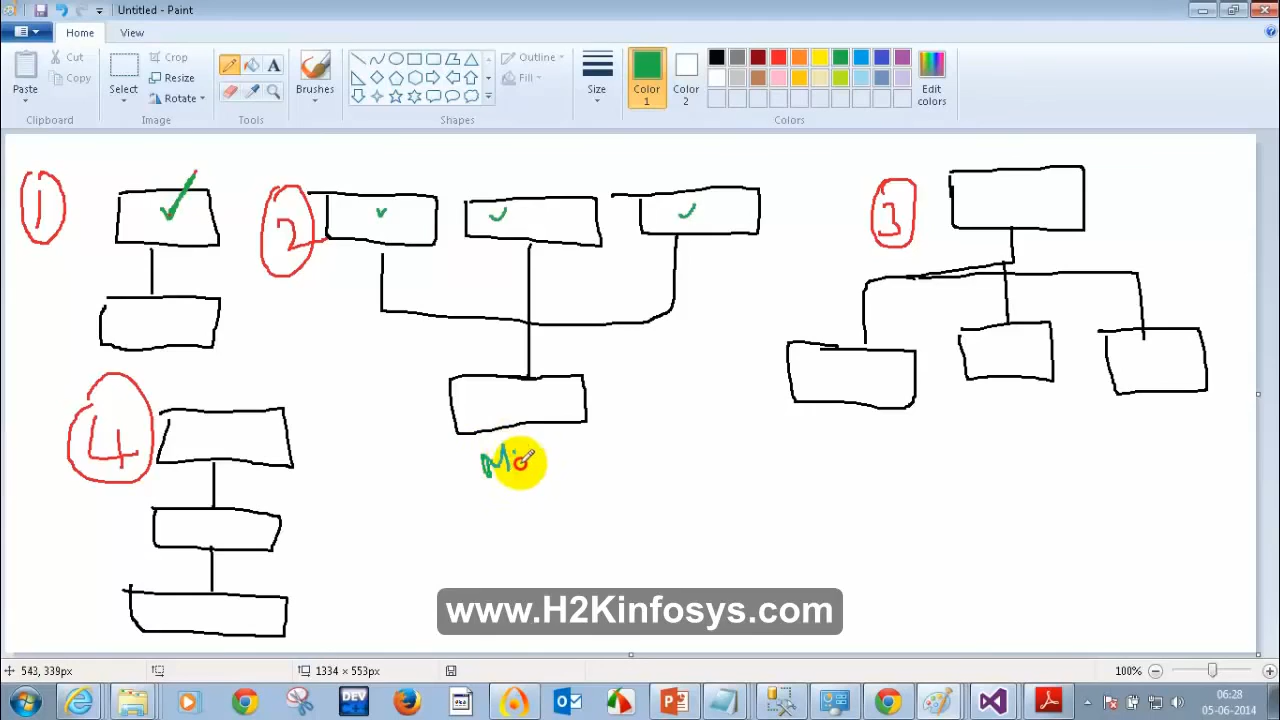 Untitled - Paint
Home
View
Paste
Cut
Copy
Clipboard
Select
Crop
Resize
Rotate
Image
A
Tools
Brushes
Outline
Fill
Shapes
Size
Color 1
Color 2
Edit colors
Colors
1
2
3
4
Mi
www.H2Kinfosys.com
543, 339px
1334 × 553px
100%
DEV
06:28
05-06-2014